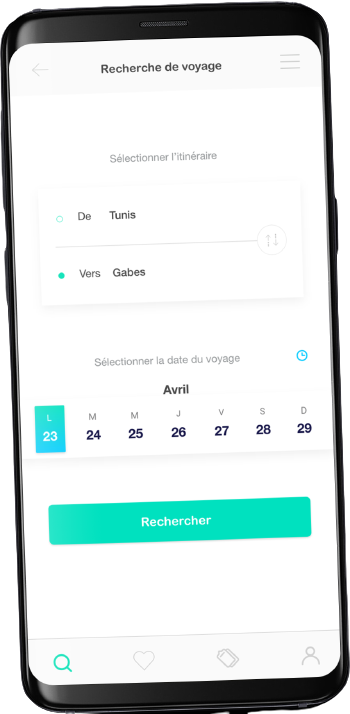 Recherche de voyage
Sélectionner l'itinéraire
De Tunis
Vers Gabes
Sélectionner la date du voyage
Avril
L M M J V S D
23 24 25 26 27 28 29
Rechercher